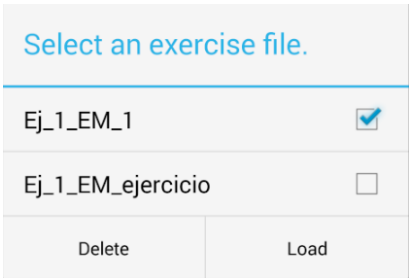 Select an exercise file.
Ej_1_EM_1
Ej_1_EM_ejercicio
Delete Load